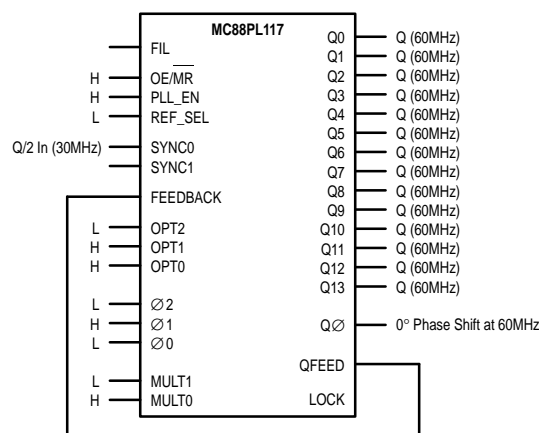 MC88PL117
FIL
H OE/MR
H PLL_EN
L REF_SEL
Q/2 In (30MHz) SYNC0
SYNC1
FEEDBACK
L OPT2
H OPT1
H OPT0
L ∅2
H ∅1
L ∅0
L MULT1
H MULT0
Q0 Q (60MHz)
Q1 Q (60MHz)
Q2 Q (60MHz)
Q3 Q (60MHz)
Q4 Q (60MHz)
Q5 Q (60MHz)
Q6 Q (60MHz)
Q7 Q (60MHz)
Q8 Q (60MHz)
Q9 Q (60MHz)
Q10 Q (60MHz)
Q11 Q (60MHz)
Q12 Q (60MHz)
Q13 Q (60MHz)
Q∅ 0° Phase Shift at 60MHz
QFEED
LOCK